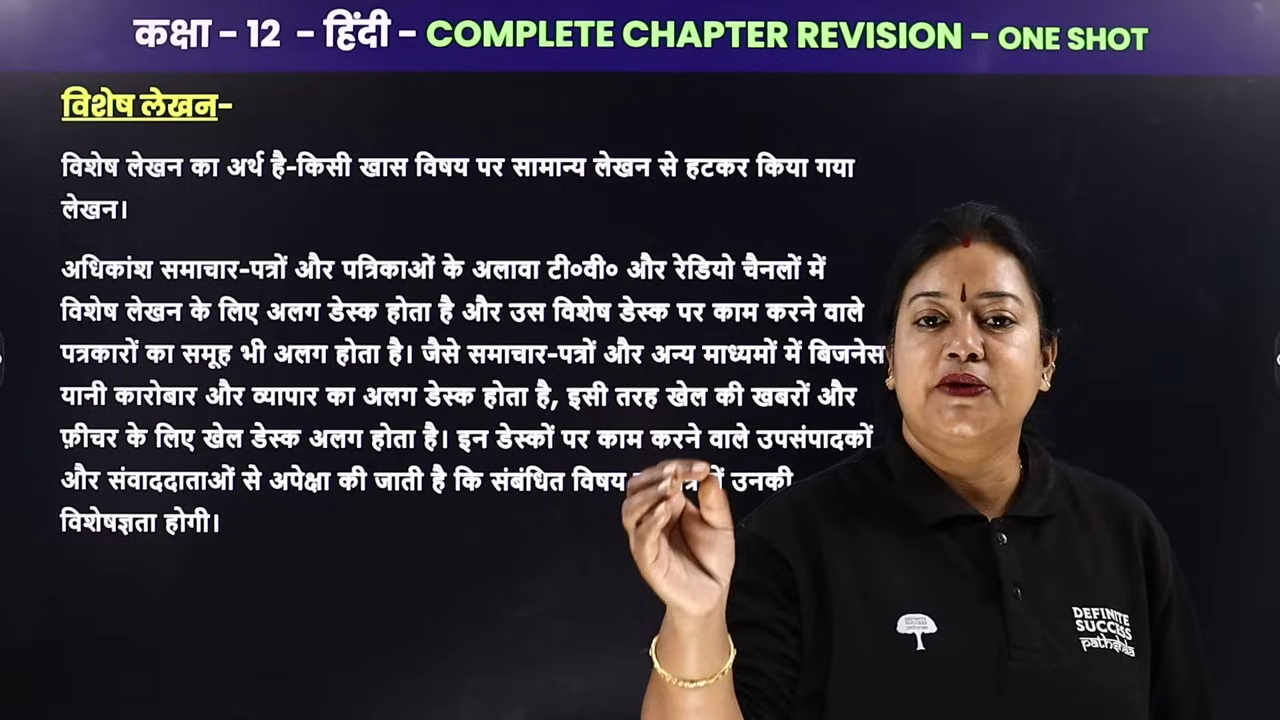 कक्षा - 12 - हिंदी - COMPLETE CHAPTER REVISION - ONE SHOT
विशेष लेखन-
विशेष लेखन का अर्थ है-किसी खास विषय पर सामान्य लेखन से हटकर किया गया
लेखन।
अधिकांश समाचार-पत्रों और पत्रिकाओं के अलावा टी०वी० और रेडियो चैनलों में
विशेष लेखन के लिए अलग डेस्क होता है और उस विशेष डेस्क पर काम करने वाले
पत्रकारों का समूह भी अलग होता है। जैसे समाचार-पत्रों और अन्य माध्यमों में बिजनेस
यानी कारोबार और व्यापार का अलग डेस्क होता है, इसी तरह खेल की खबरों और
फ़ीचर के लिए खेल डेस्क अलग होता है। इन डेस्कों पर काम करने वाले उपसंपादकों
और संवाददाताओं से अपेक्षा की जाती है कि संबंधित विषय उनकी
विशेषज्ञता होगी।
DEFINITE
SUCCESS
pathshala